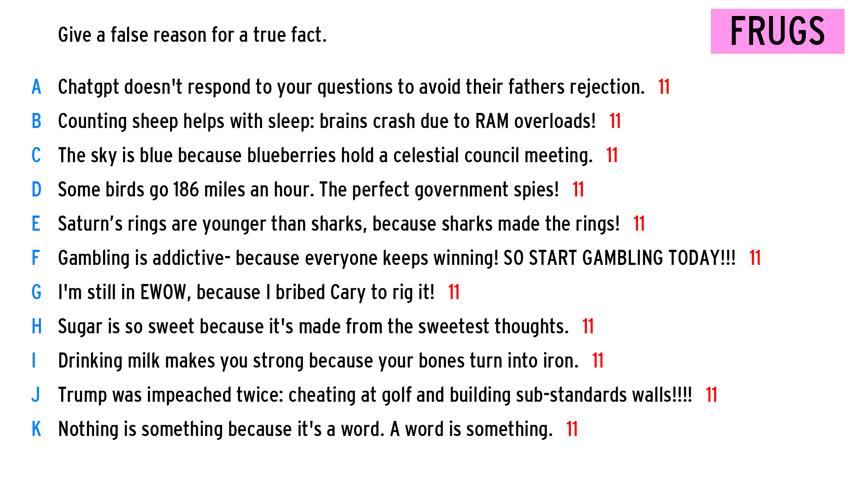 Give a false reason for a true fact.
FRUGS
A Chatgpt doesn't respond to your questions to avoid their fathers rejection. 11
B Counting sheep helps with sleep: brains crash due to RAM overloads! 11
C The sky is blue because blueberries hold a celestial council meeting. 11
D Some birds go 186 miles an hour. The perfect government spies! 11
E Saturn’s rings are younger than sharks, because sharks made the rings! 11
F Gambling is addictive- because everyone keeps winning! SO START GAMBLING TODAY!!! 11
G I'm still in EWOW, because I bribed Cary to rig it! 11
H Sugar is so sweet because it's made from the sweetest thoughts. 11
I Drinking milk makes you strong because your bones turn into iron. 11
J Trump was impeached twice: cheating at golf and building sub-standards walls!!!! 11
K Nothing is something because it's a word. A word is something. 11